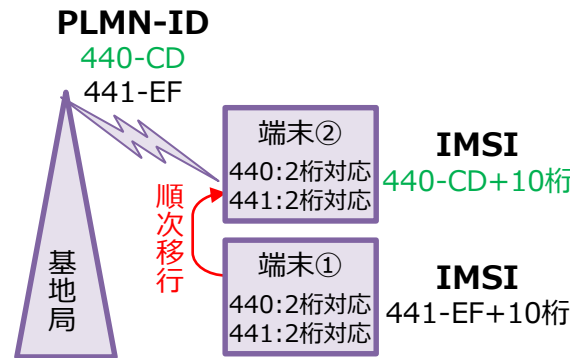 PLMN-ID
440-CD
441-EF
端末②
440:2桁対応
441:2桁対応
IMSI
440-CD+10桁
順次移行
端末①
440:2桁対応
441:2桁対応
IMSI
441-EF+10桁
基地局